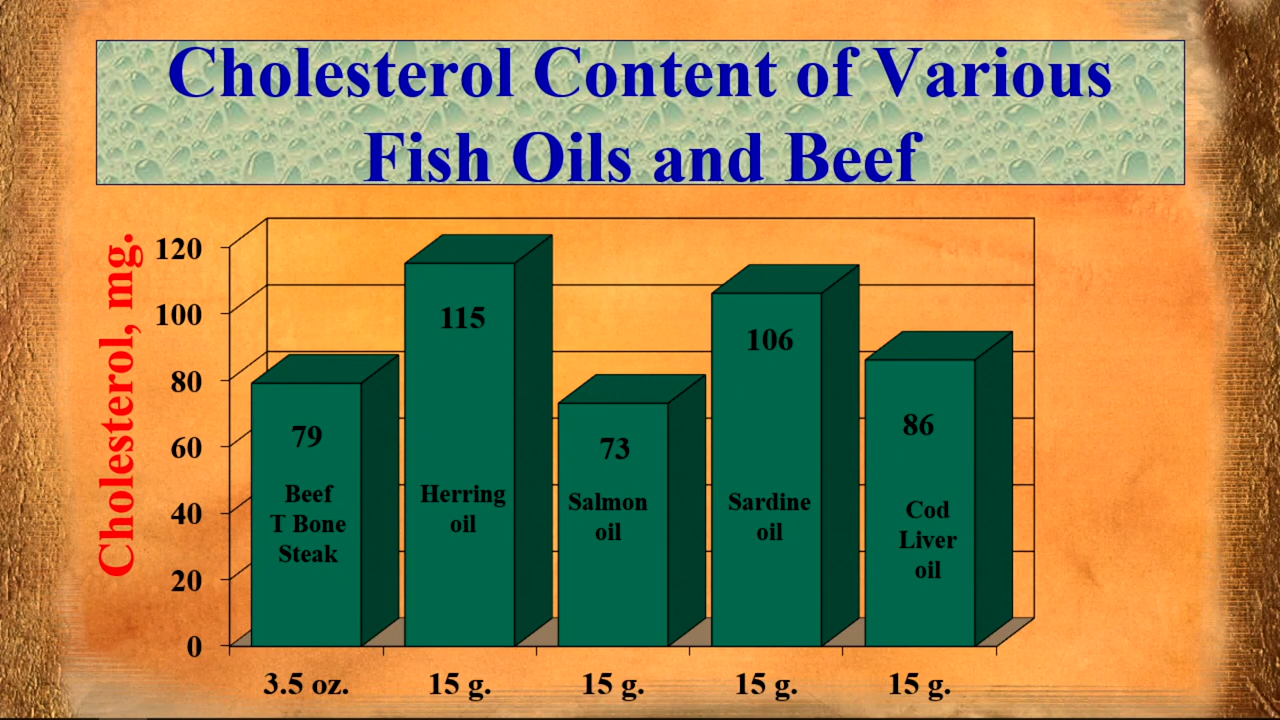 Cholesterol Content of Various
Fish Oils and Beef
Cholesterol, mg.
120
100
80
60
40
20
0
79
Beef
T Bone
Steak
115
Herring
oil
73
Salmon
oil
106
Sardine
oil
86
Cod
Liver
oil
3.5 oz. 15 g. 15 g. 15 g. 15 g.